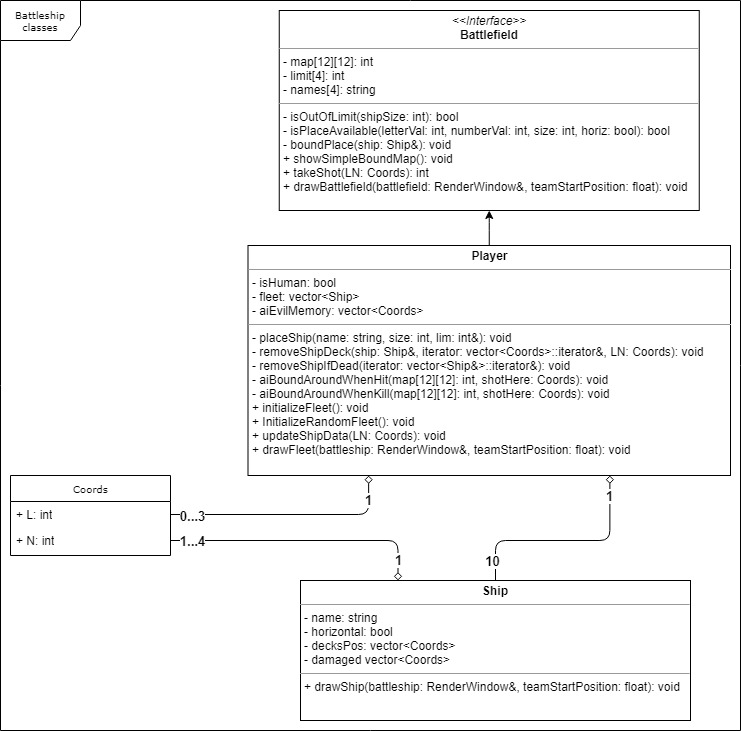 Battleship
classes
<<Interface>>
Battlefield
- map[12][12]: int
- limit[4]: int
- names[4]: string
- isOutOfLimit(shipSize: int): bool
- isPlaceAvailable(letterVal: int, numberVal: int, size: int, horiz: bool): bool
- boundPlace(ship: Ship&): void
+ showSimpleBoundMap(): void
+ takeShot(LN: Coords): int
+ drawBattlefield(battlefield: RenderWindow&, teamStartPosition: float): void
Player
- isHuman: bool
- fleet: vector<Ship>
- aiEvilMemory: vector<Coords>
- placeShip(name: string, size: int, lim: int&): void
- removeShipDeck(ship: Ship&, iterator: vector<Coords>::iterator&, LN: Coords): void
- removeShipIfDead(iterator: vector<Ship&>::iterator&): void
- aiBoundAroundWhenHit(map[12][12]: int, shotHere: Coords): void
- aiBoundAroundWhenKill(map[12][12]: int, shotHere: Coords): void
+ initializeFleet(): void
+ InitializeRandomFleet(): void
+ updateShipData(LN: Coords): void
+ drawFleet(battleship: RenderWindow&, teamStartPosition: float): void
Coords
+ L: int
+ N: int
0...3
1
1
1...4
1
10
Ship
- name: string
- horizontal: bool
- decksPos: vector<Coords>
- damaged vector<Coords>
+ drawShip(battleship: RenderWindow&, teamStartPosition: float): void